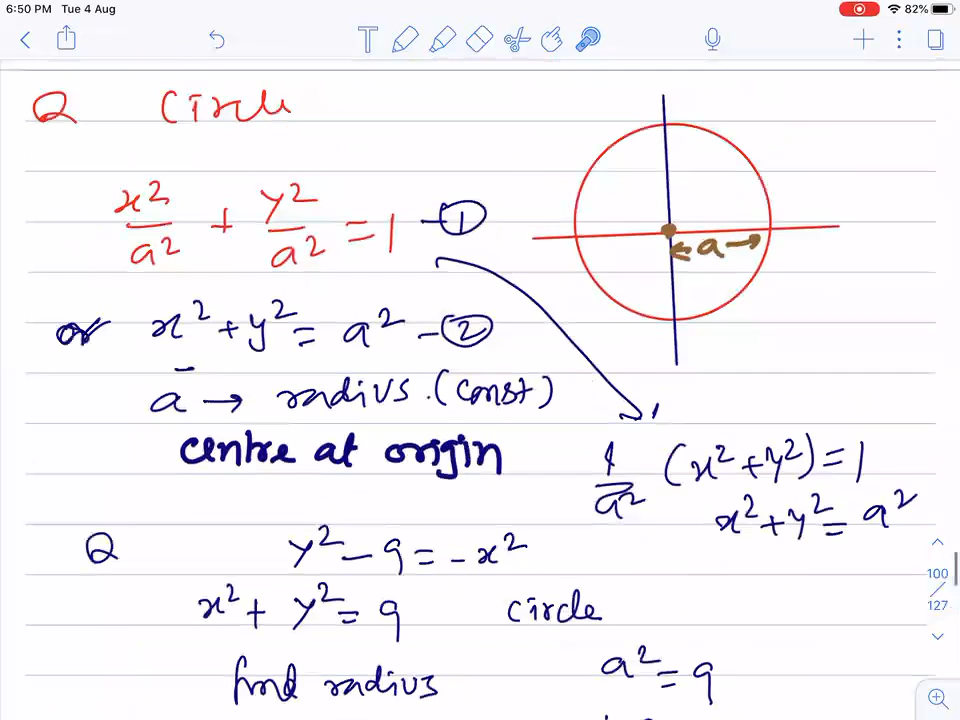 6:50 PM Tue 4 Aug
82%
Q Circle
x²/a² + y²/a² = 1 – ①
a
or x² + y² = a² – ②
a → radius. (const)
centre at origin
1/a² (x² + y²) = 1
x² + y² = a²
Q y² – 9 = – x²
x² + y² = 9 circle
find radius a² = 9
100
127